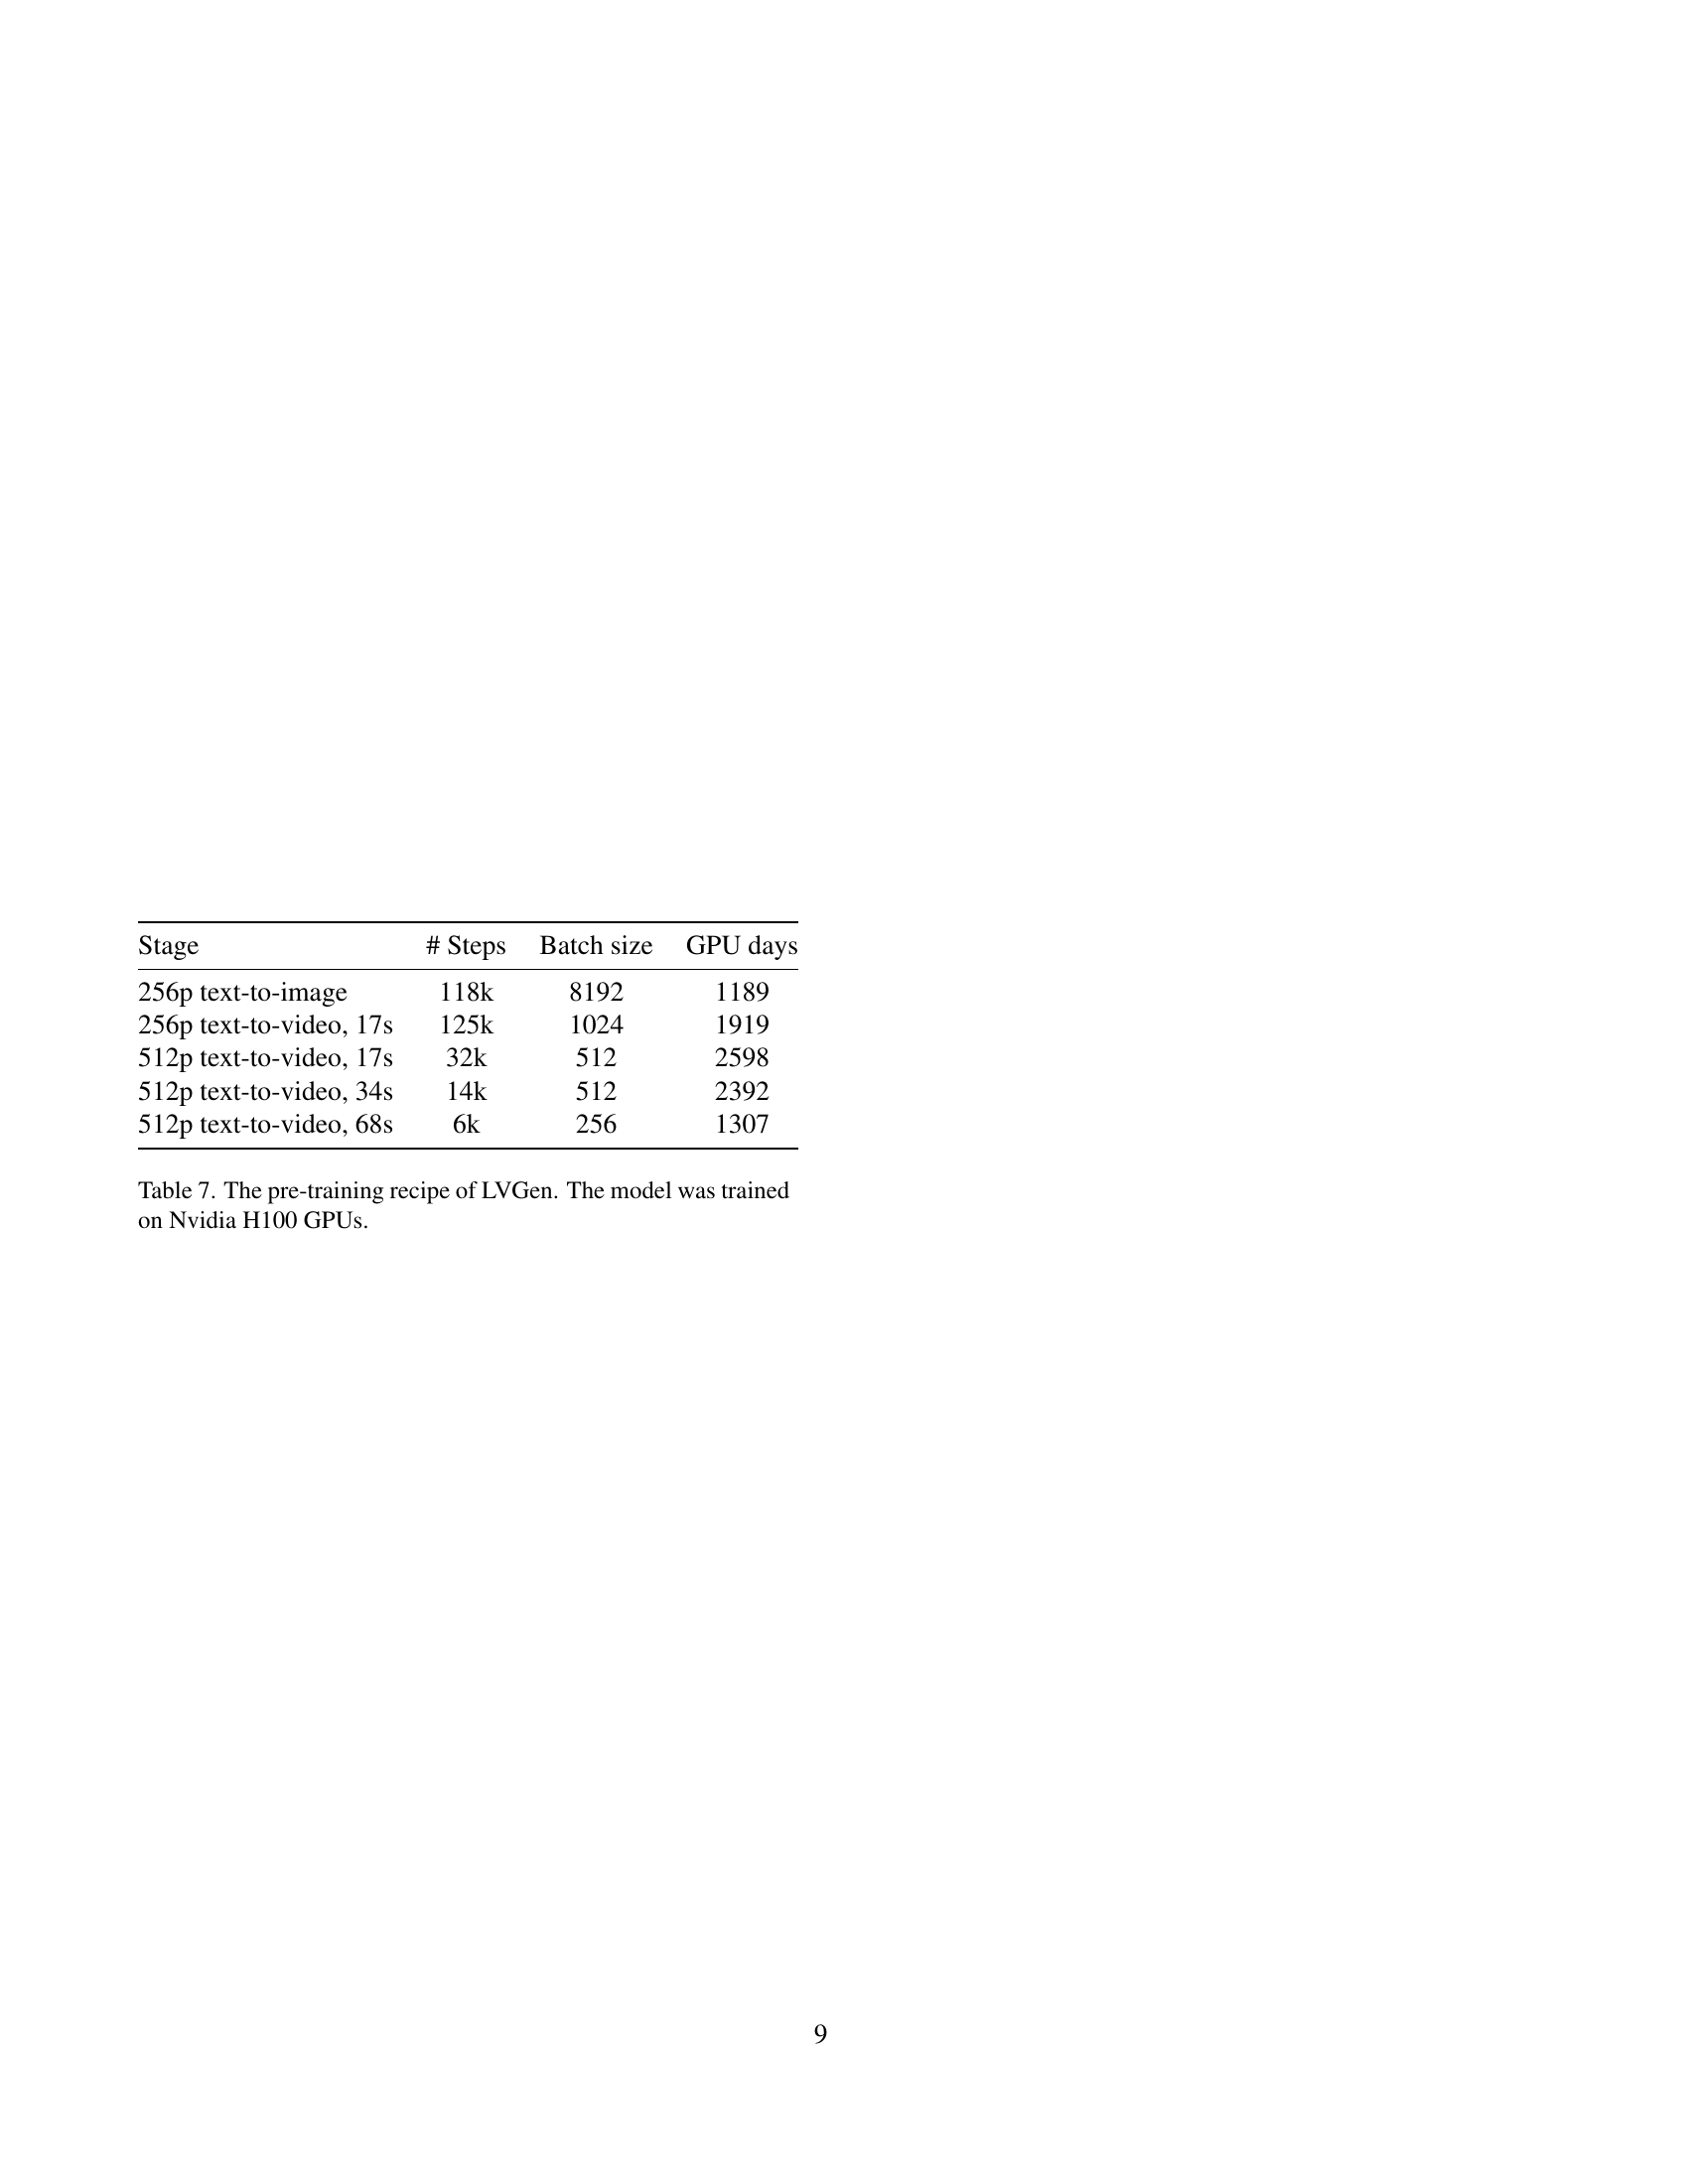 Stage # Steps Batch size GPU days
256p text-to-image 118k 8192 1189
256p text-to-video, 17s 125k 1024 1919
512p text-to-video, 17s 32k 512 2598
512p text-to-video, 34s 14k 512 2392
512p text-to-video, 68s 6k 256 1307
Table 7. The pre-training recipe of LVGen. The model was trained
on Nvidia H100 GPUs.
9